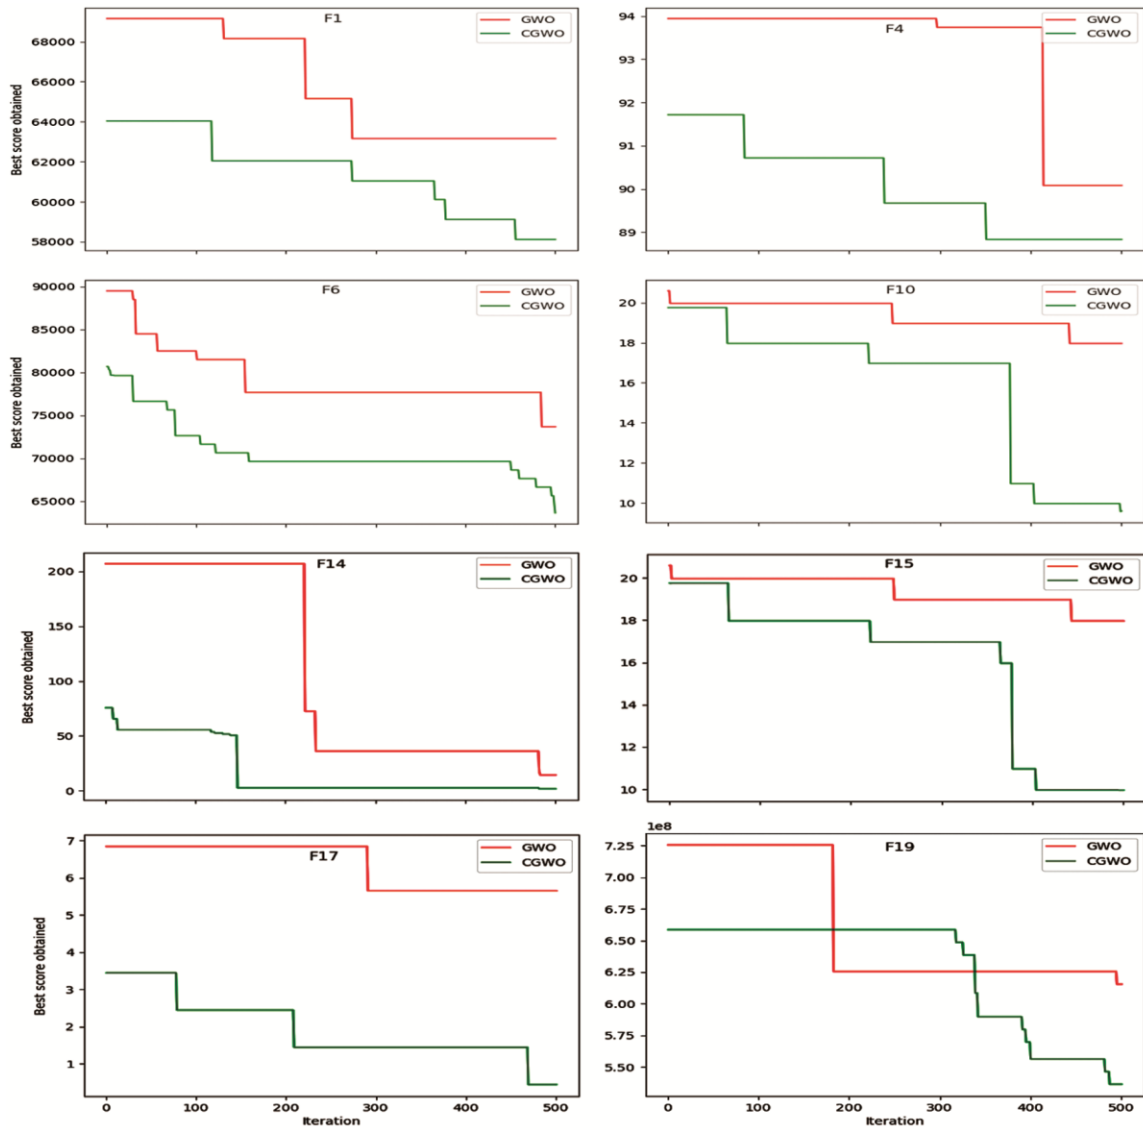 F1
GWO
CGWO
Best score obtained
68000
66000
64000
62000
60000
58000
F4
GWO
CGWO
94
93
92
91
90
89
F6
GWO
CGWO
Best score obtained
90000
85000
80000
75000
70000
65000
F10
GWO
CGWO
20
18
16
14
12
10
F14
GWO
CGWO
Best score obtained
200
150
100
50
0
F15
GWO
CGWO
20
18
16
14
12
10
F17
GWO
CGWO
Best score obtained
7
6
5
4
3
2
1
0 100 200 300 400 500
Iteration
1e8
F19
GWO
CGWO
7.25
7.00
6.75
6.50
6.25
6.00
5.75
5.50
0 100 200 300 400 500
Iteration